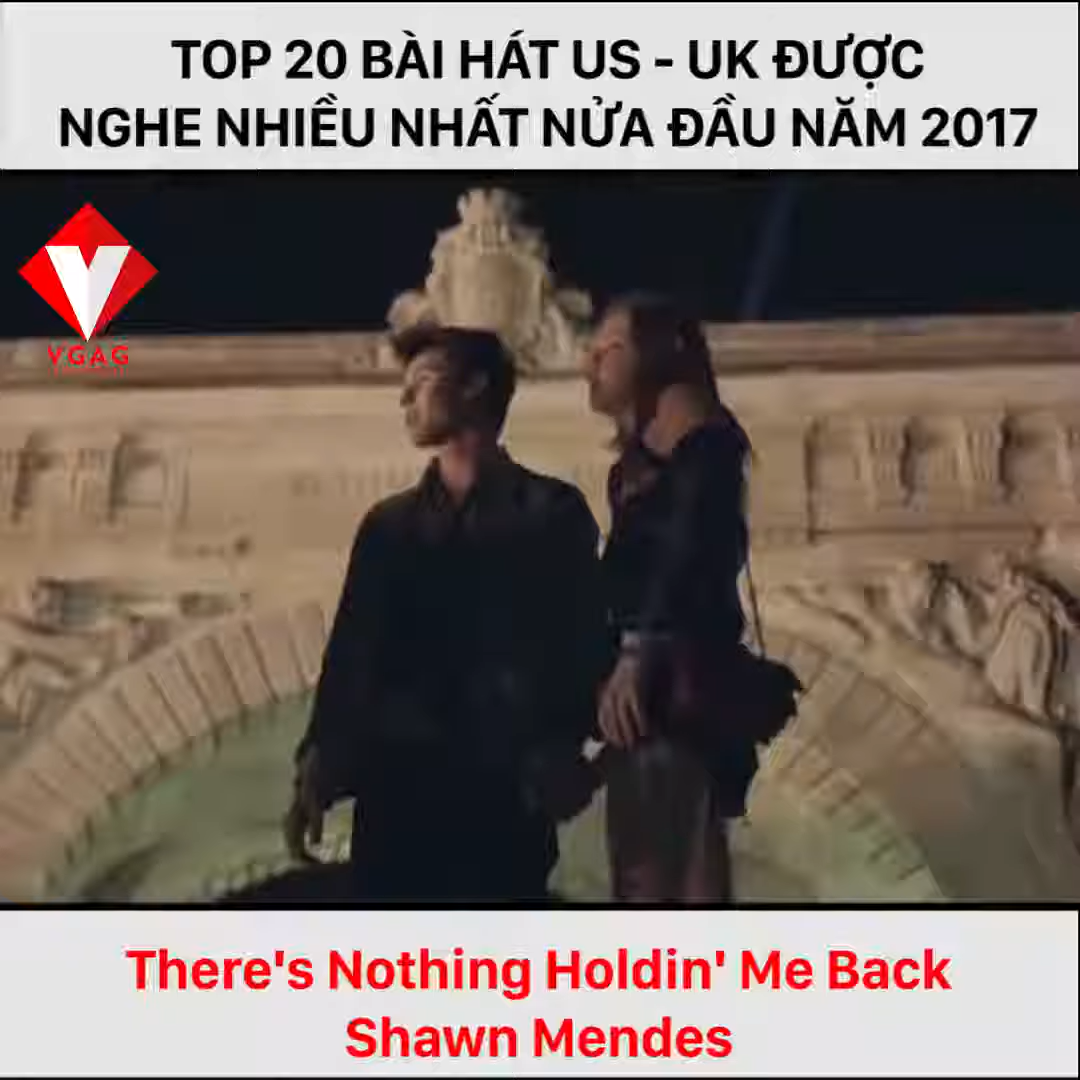 TOP 20 BÀI HÁT US - UK ĐƯỢC
NGHE NHIỀU NHẤT NỬA ĐẦU NĂM 2017
V
VGAG
There's Nothing Holdin' Me Back
Shawn Mendes